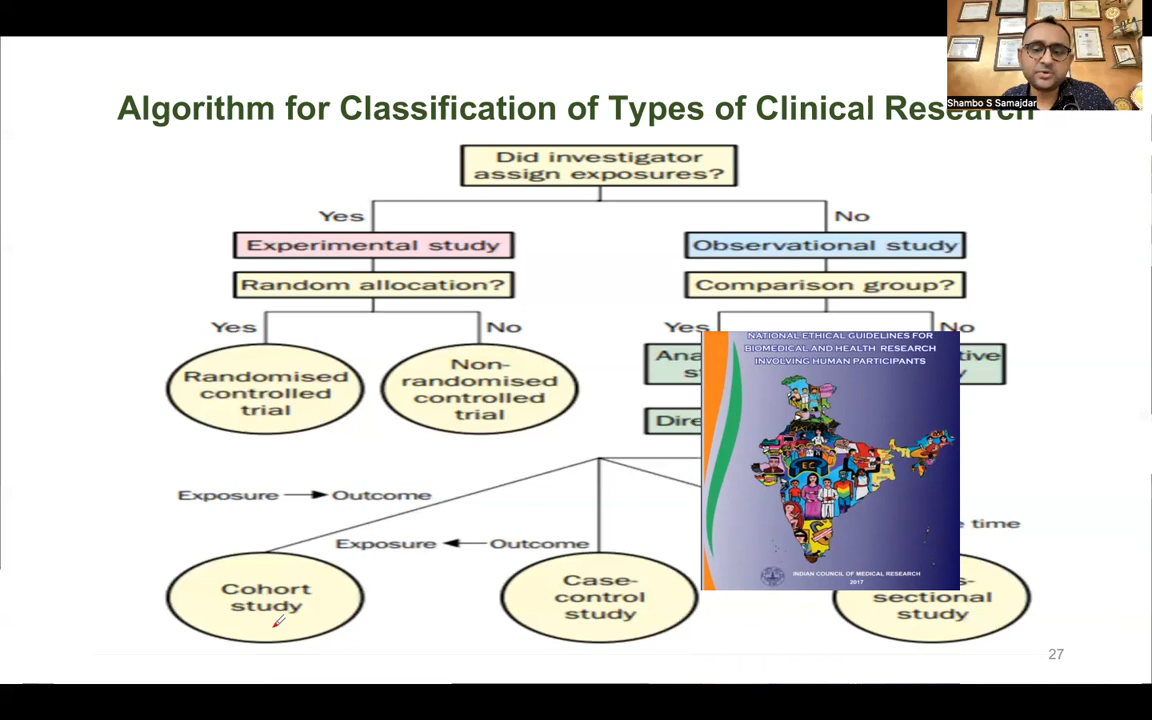 Shambo S Samajdar
Algorithm for Classification of Types of Clinical Research
Did investigator
assign exposures?
Yes
No
Experimental study
Observational study
Random allocation?
Comparison group?
Yes
No
Yes
No
Randomised
controlled
trial
Non-
randomised
controlled
trial
NATIONAL ETHICAL GUIDELINES FOR
BIOMEDICAL AND HEALTH RESEARCH
INVOLVING HUMAN PARTICIPANTS
EC
INDIAN COUNCIL OF MEDICAL RESEARCH
2017
Exposure
Outcome
Exposure
Outcome
time
Cohort
study
Case-
control
study
sectional
study
27